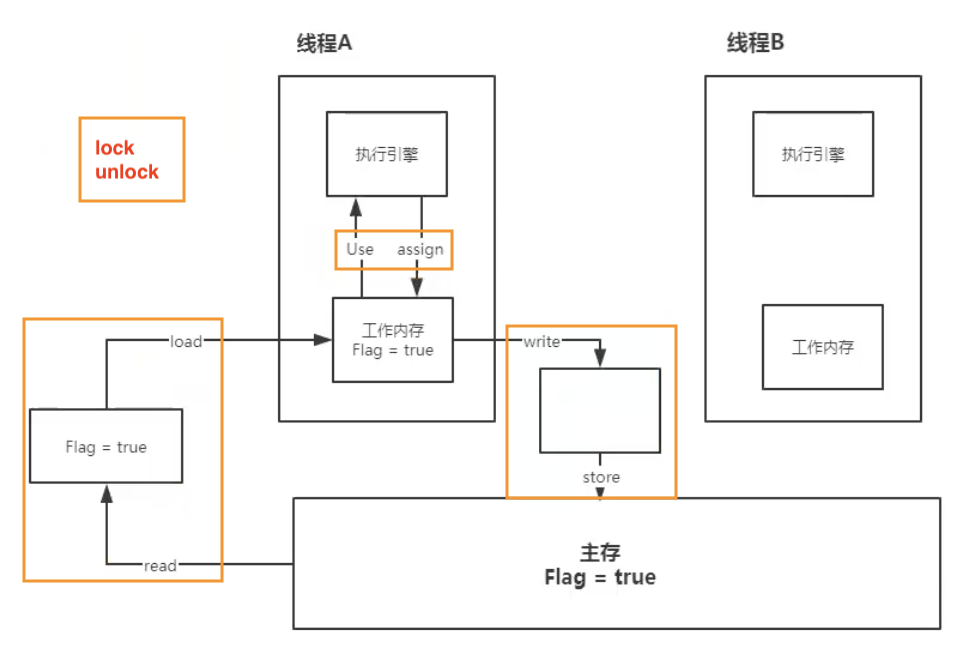 线程A
线程B
lock
unlock
执行引擎
执行引擎
Use
assign
工作内存
Flag = true
工作内存
load
write
Flag = true
store
read
主存
Flag = true